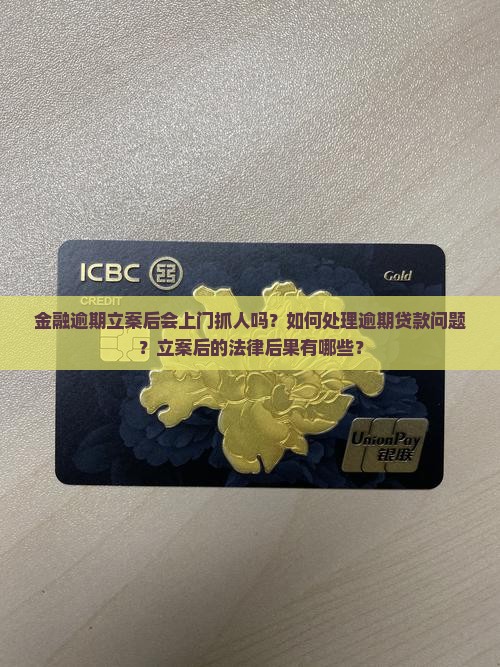 ICBC
Gold
CREDIT
金融逾期立案后会上门抓人吗？如何处理逾期贷款问题
？立案后的法律后果有哪些？
UnionPay
银联